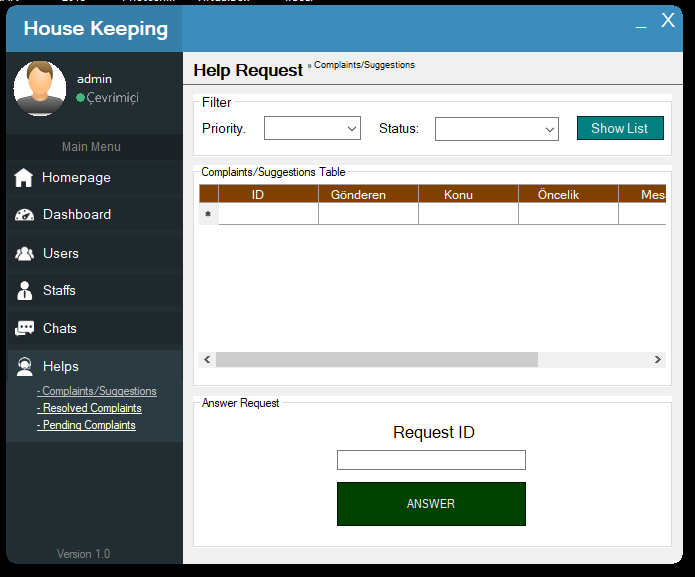 House Keeping
_ X
admin
Çevrimiçi
Main Menu
Homepage
Dashboard
Users
Staffs
Chats
Helps
- Complaints/Suggestions
- Resolved Complaints
- Pending Complaints
Version 1.0
Help Request » Complaints/Suggestions
Filter
Priority. Status: Show List
Complaints/Suggestions Table
ID Gönderen Konu Öncelik Mes
*
Answer Request
Request ID
ANSWER